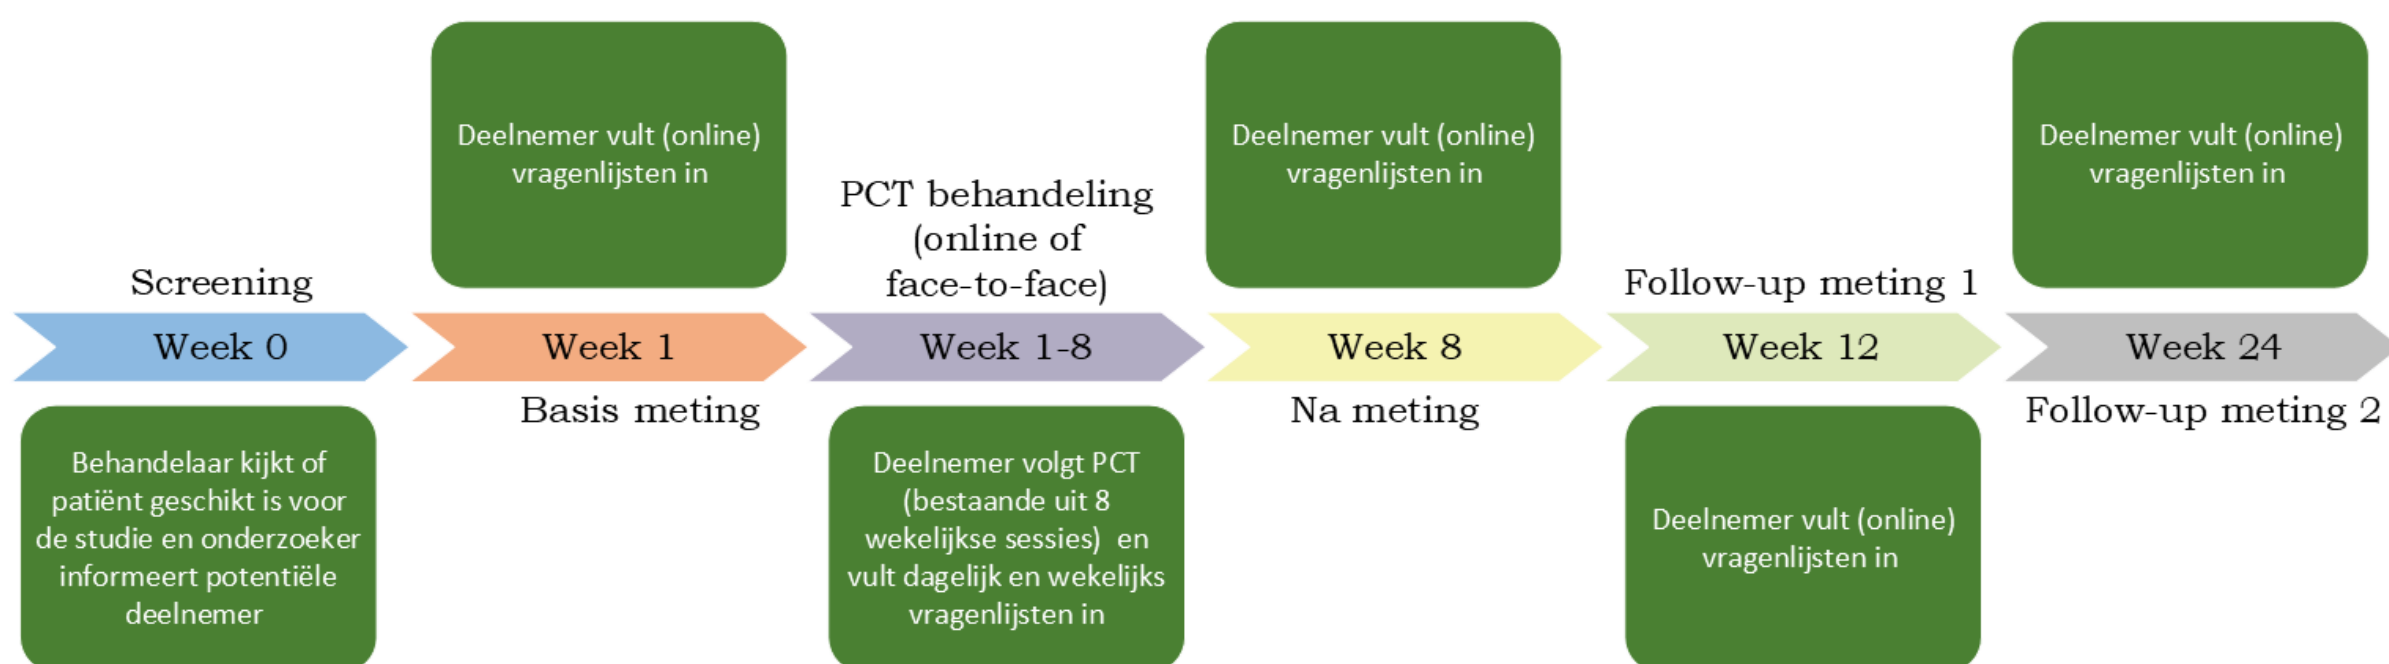 Screening
Week 0
Behandelaar kijkt of
patiënt geschikt is voor
de studie en onderzoeker
informeert potentiële
deelnemer
Deelnemer vult (online)
vragenlijsten in
Week 1
Basis meting
PCT behandeling
(online of
face-to-face)
Week 1-8
Deelnemer volgt PCT
(bestaande uit 8
wekelijkse sessies) en
vult dagelijk en wekelijks
vragenlijsten in
Deelnemer vult (online)
vragenlijsten in
Week 8
Na meting
Follow-up meting 1
Week 12
Deelnemer vult (online)
vragenlijsten in
Deelnemer vult (online)
vragenlijsten in
Week 24
Follow-up meting 2